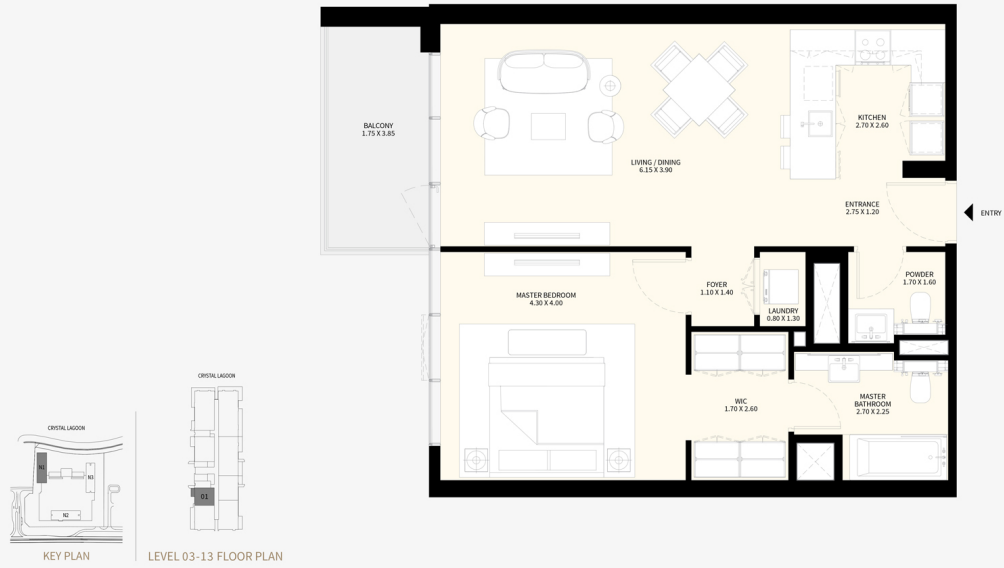 BALCONY
1.75 X 3.85
KITCHEN
2.70 X 2.60
LIVING / DINING
6.15 X 3.90
ENTRANCE
2.75 X 1.20
ENTRY
MASTER BEDROOM
4.30 X 4.00
FOYER
1.10 X 1.40
LAUNDRY
0.80 X 1.30
POWDER
1.70 X 1.60
WIC
1.70 X 2.60
MASTER
BATHROOM
2.70 X 2.25
CRYSTAL LAGOON
01
CRYSTAL LAGOON
N1
N3
N2
KEY PLAN
LEVEL 03-13 FLOOR PLAN